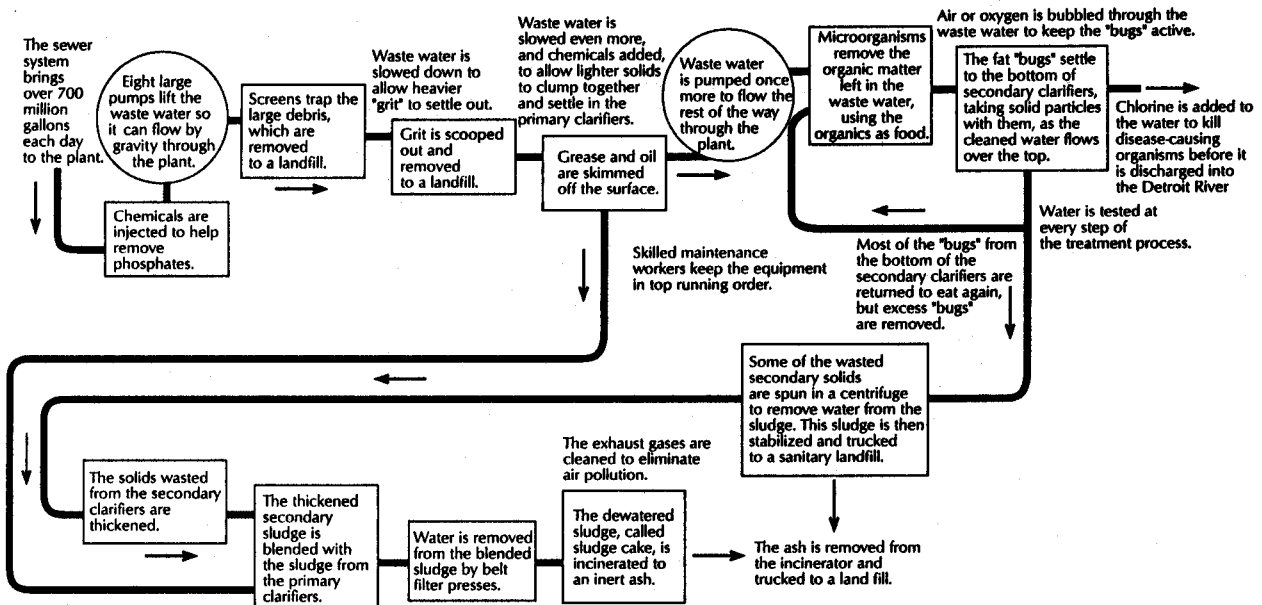 The sewer
system
brings
over 700
million
gallons
each day
to the plant.
Chemicals are
injected to help
remove
phosphates.
Eight large
pumps lift the
waste water so
it can flow by
gravity through
the plant.
Screens trap the
large debris,
which are
removed
to a landfill.
Waste water is
slowed down to
allow heavier
"grit" to settle out.
Grit is scooped
out and
removed
to a landfill.
Waste water is
slowed even more,
and chemicals added,
to allow lighter solids
to clump together
and settle in the
primary clarifiers.
Grease and oil
are skimmed
off the surface.
Waste water
is pumped once
more to flow the
rest of the way
through the
plant.
Microorganisms
remove the
organic matter
left in the
waste water,
using the
organics as food.
Air or oxygen is bubbled through the
waste water to keep the "bugs" active.
The fat "bugs" settle
to the bottom of
secondary clarifiers,
taking solid particles
with them, as the
cleaned water flows
over the top.
Chlorine is added to
the water to kill
disease-causing
organisms before it
is discharged into
the Detroit River
Water is tested at
every step of
the treatment process.
Most of the "bugs" from
the bottom of the
secondary clarifiers are
returned to eat again,
but excess "bugs"
are removed.
Skilled maintenance
workers keep the equipment
in top running order.
Some of the wasted
secondary solids
are spun in a centrifuge
to remove water from the
sludge. This sludge is then
stabilized and trucked
to a sanitary landfill.
The solids wasted
from the secondary
clarifiers are
thickened.
The thickened
secondary
sludge is
blended with
the sludge from
the primary
clarifiers.
Water is removed
from the blended
sludge by belt
filter presses.
The exhaust gases are
cleaned to eliminate
air pollution.
The dewatered
sludge, called
sludge cake, is
incinerated to
an inert ash.
The ash is removed from
the incinerator and
trucked to a land fill.